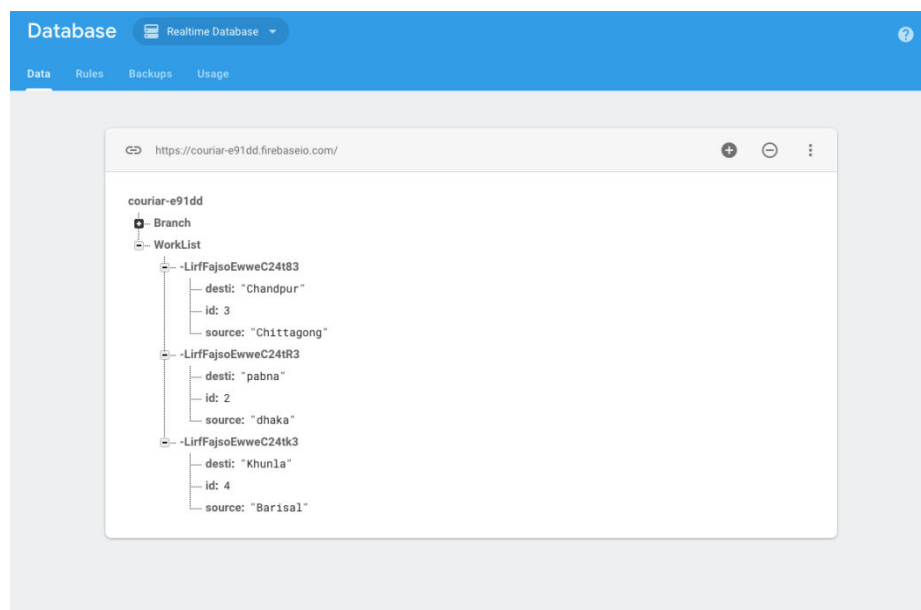 Database Realtime Database
Data Rules Backups Usage
https://couriar-e91dd.firebaseio.com/
couriar-e91dd
Branch
WorkList
-LirfFajsoEwweC24t83
desti: "Chandpur"
id: 3
source: "Chittagong"
-LirfFajsoEwweC24tR3
desti: "pabna"
id: 2
source: "dhaka"
-LirfFajsoEwweC24tk3
desti: "Khunla"
id: 4
source: "Barisal"